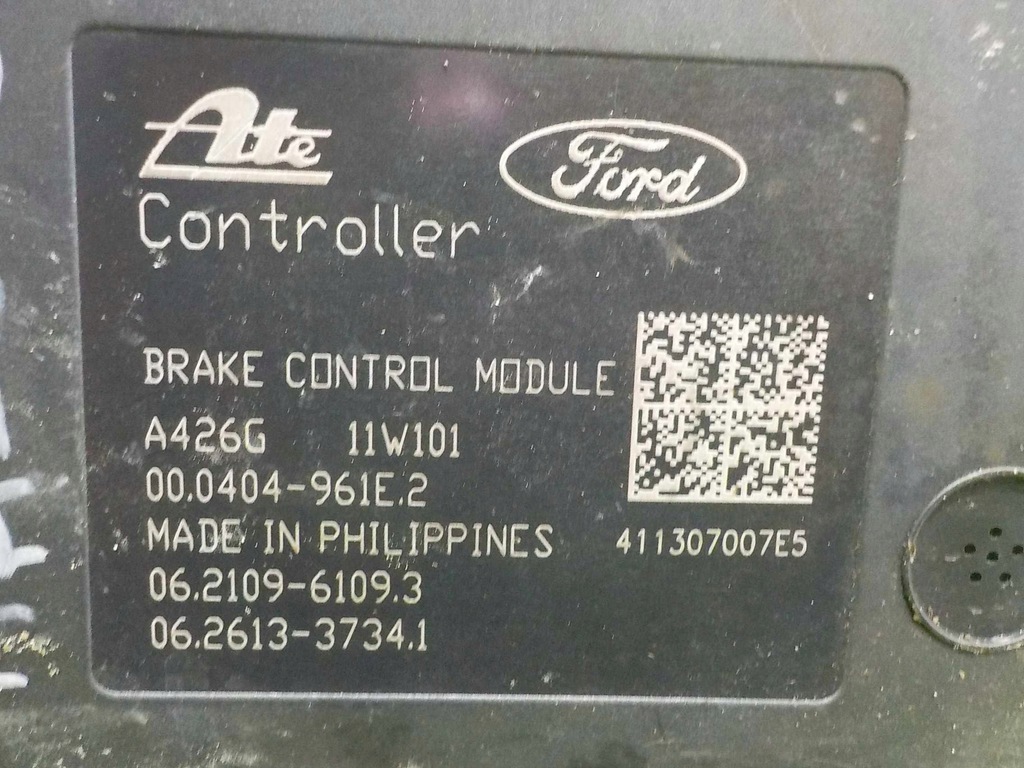 Ate
Ford
Controller
BRAKE CONTROL MODULE
A426G 11W101
00.0404-961E.2
MADE IN PHILIPPINES
411307007E5
06.2109-6109.3
06.2613-3734.1